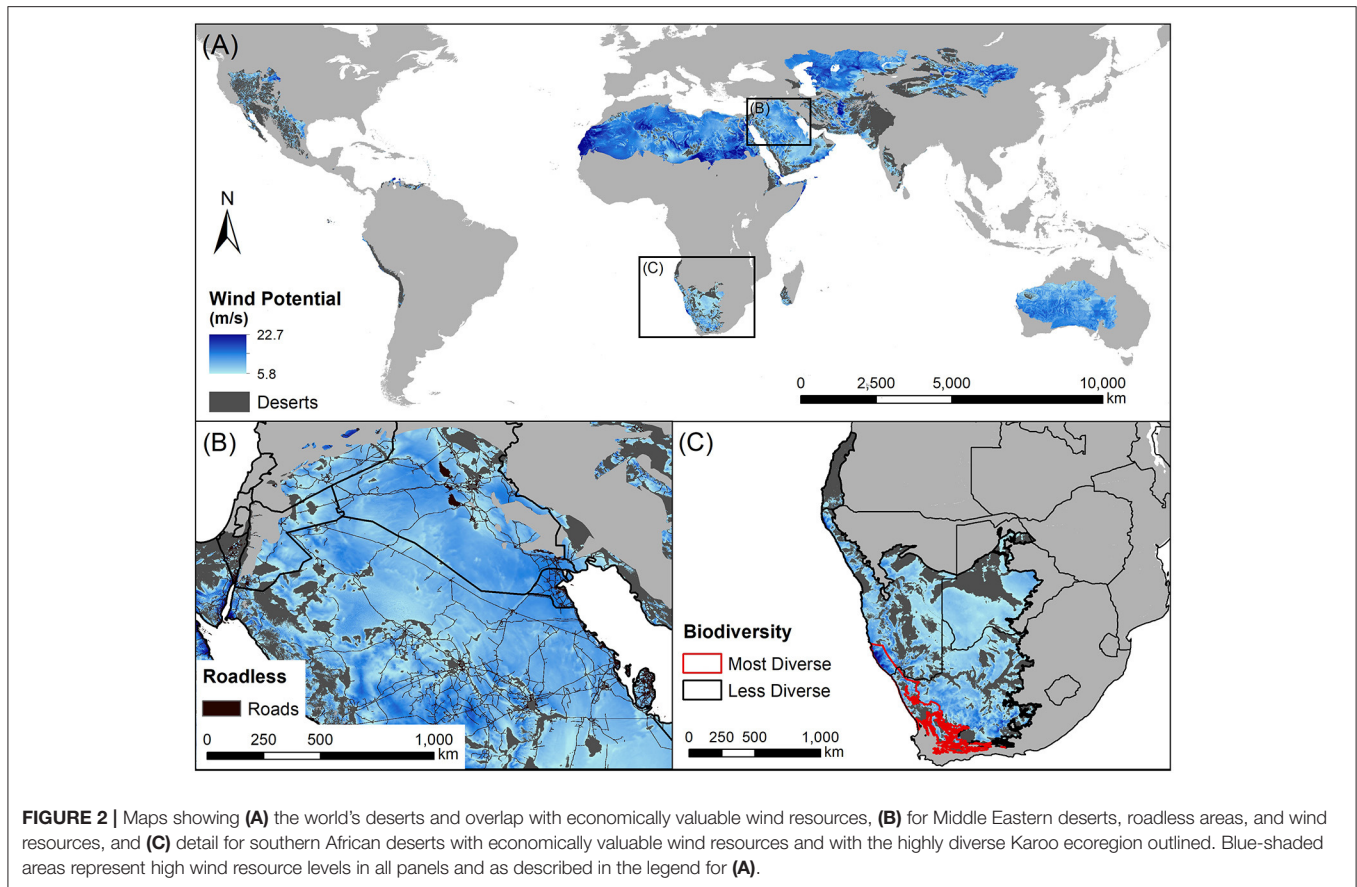 (A)
(B)
(C)
N
Wind Potential
(m/s)
22.7
5.8
Deserts
0 2,500 5,000 10,000
km
(B)
Roadless
Roads
0 250 500 1,000
km
(C)
Biodiversity
Most Diverse
Less Diverse
0 250 500 1,000
km
FIGURE 2 | Maps showing (A) the world's deserts and overlap with economically valuable wind resources, (B) for Middle Eastern deserts, roadless areas, and wind
resources, and (C) detail for southern African deserts with economically valuable wind resources and with the highly diverse Karoo ecoregion outlined. Blue-shaded
areas represent high wind resource levels in all panels and as described in the legend for (A).